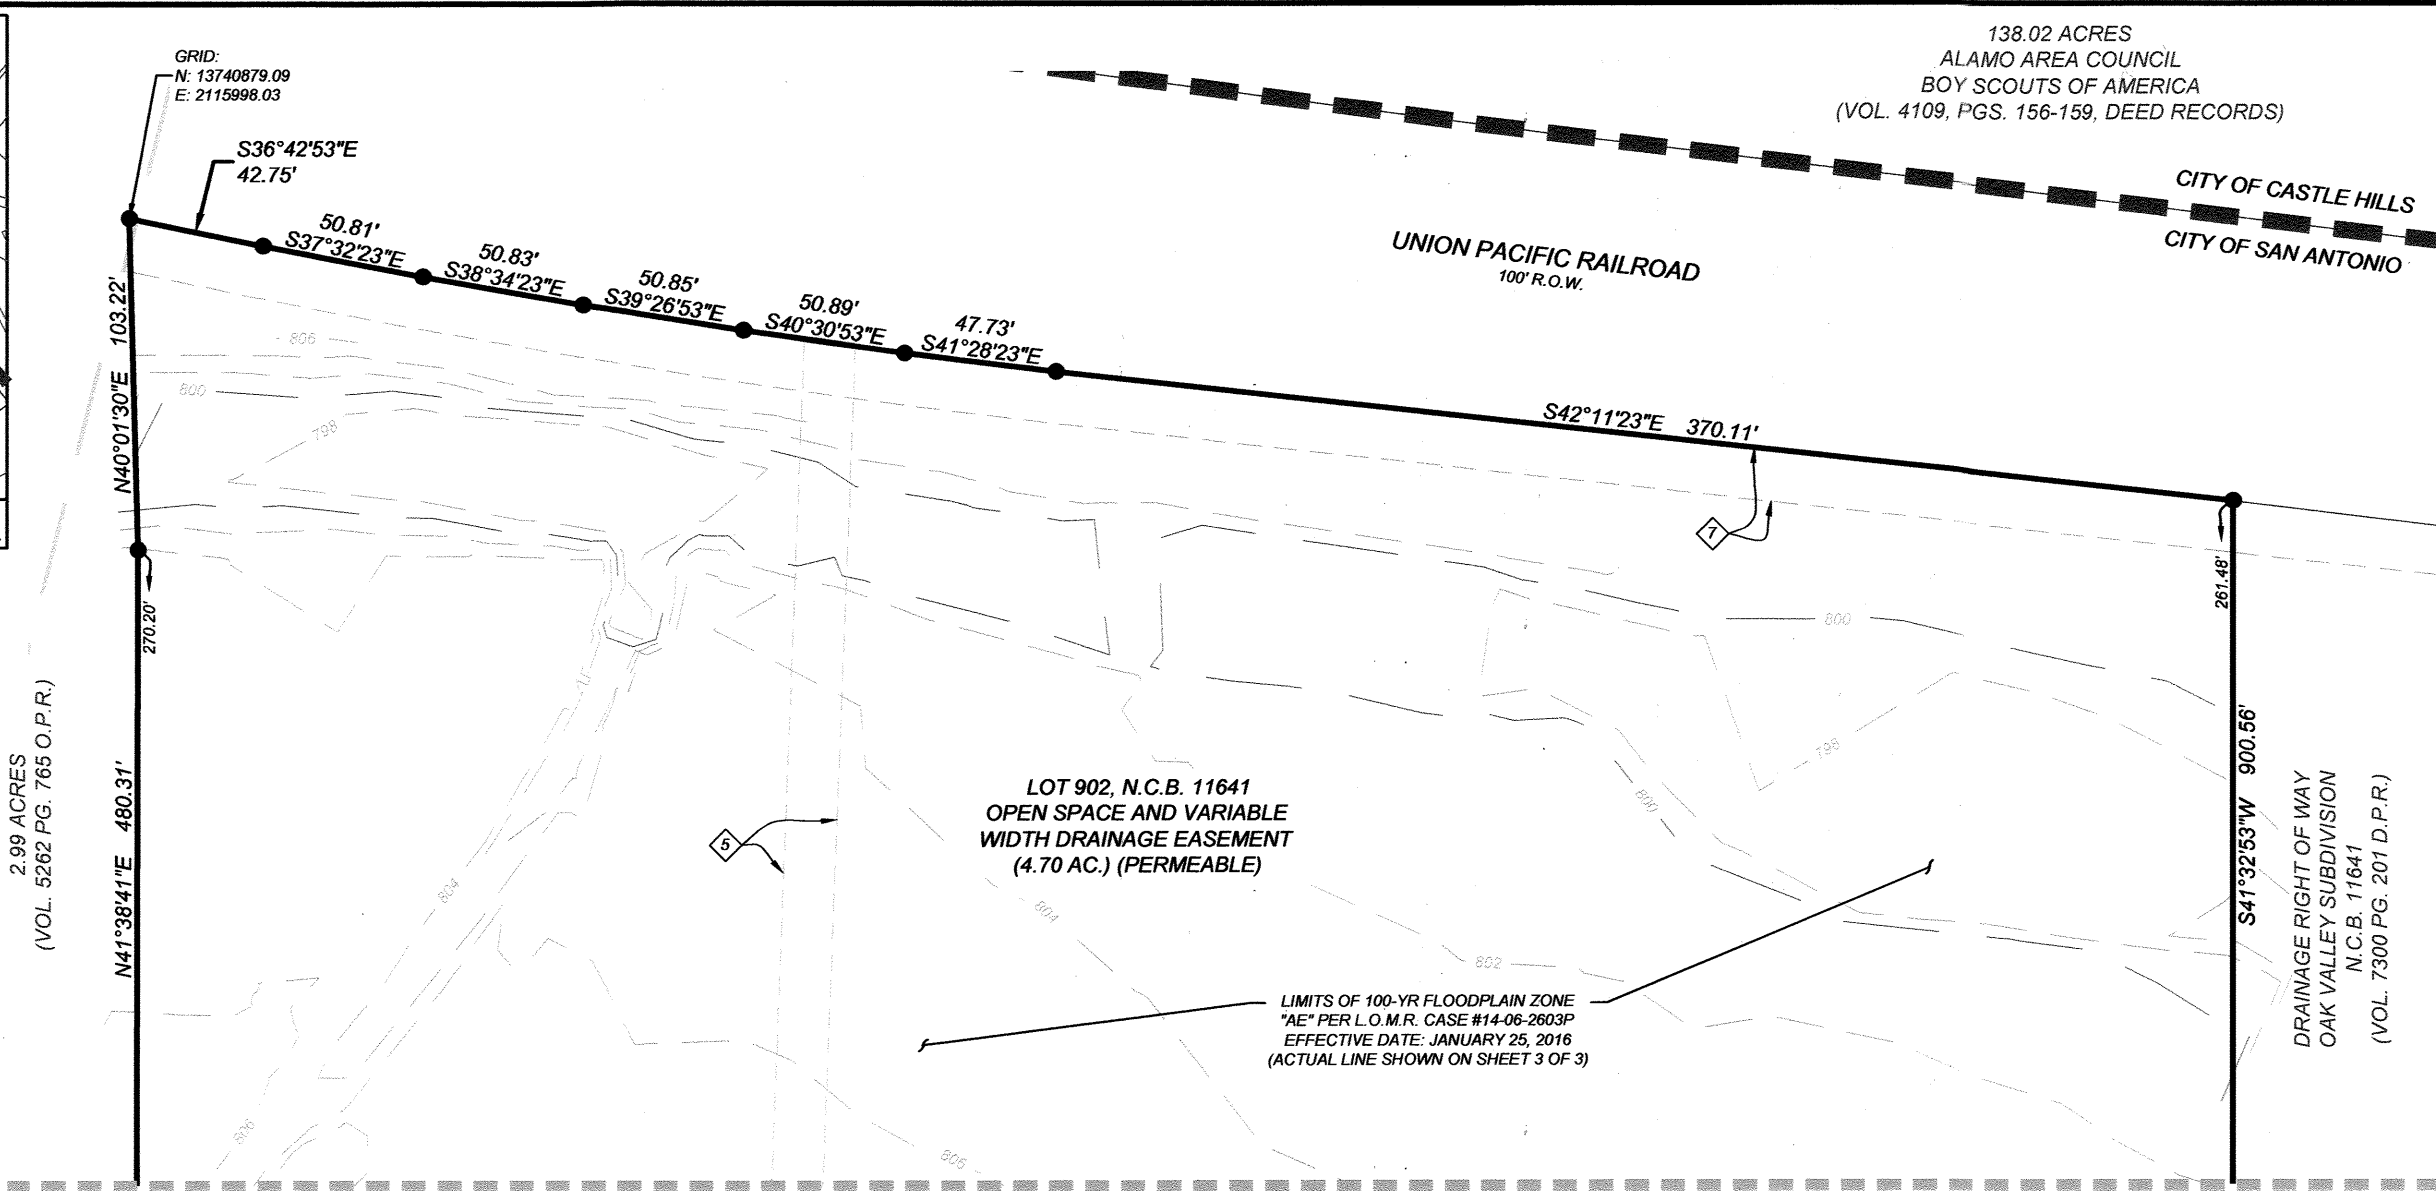 GRID:
N: 13740879.09
E: 2115998.03
138.02 ACRES
ALAMO AREA COUNCIL
BOY SCOUTS OF AMERICA
(VOL. 4109, PGS. 156-159, DEED RECORDS)
CITY OF CASTLE HILLS
CITY OF SAN ANTONIO
UNION PACIFIC RAILROAD
100' R.O.W.
S36°42'53"E
42.75'
50.81'
S37°32'23"E
50.83'
S38°34'23"E
50.85'
S39°26'53"E
50.89'
S40°30'53"E
47.73'
S41°28'23"E
S42°11'23"E 370.11'
7
N40°01'30"E 103.22'
270.20'
N41°38'41"E 480.31'
2.99 ACRES
(VOL. 5262 PG. 765 O.P.R.)
806
800
798
804
806
5
LOT 902, N.C.B. 11641
OPEN SPACE AND VARIABLE
WIDTH DRAINAGE EASEMENT
(4.70 AC.) (PERMEABLE)
804
806
802
800
798
800
LIMITS OF 100-YR FLOODPLAIN ZONE
"AE" PER L.O.M.R. CASE #14-06-2603P
EFFECTIVE DATE: JANUARY 25, 2016
(ACTUAL LINE SHOWN ON SHEET 3 OF 3)
261.48'
S41°32'53"W 900.56'
DRAINAGE RIGHT OF WAY
OAK VALLEY SUBDIVISION
N.C.B. 11641
(VOL. 7300 PG. 201 D.P.R.)